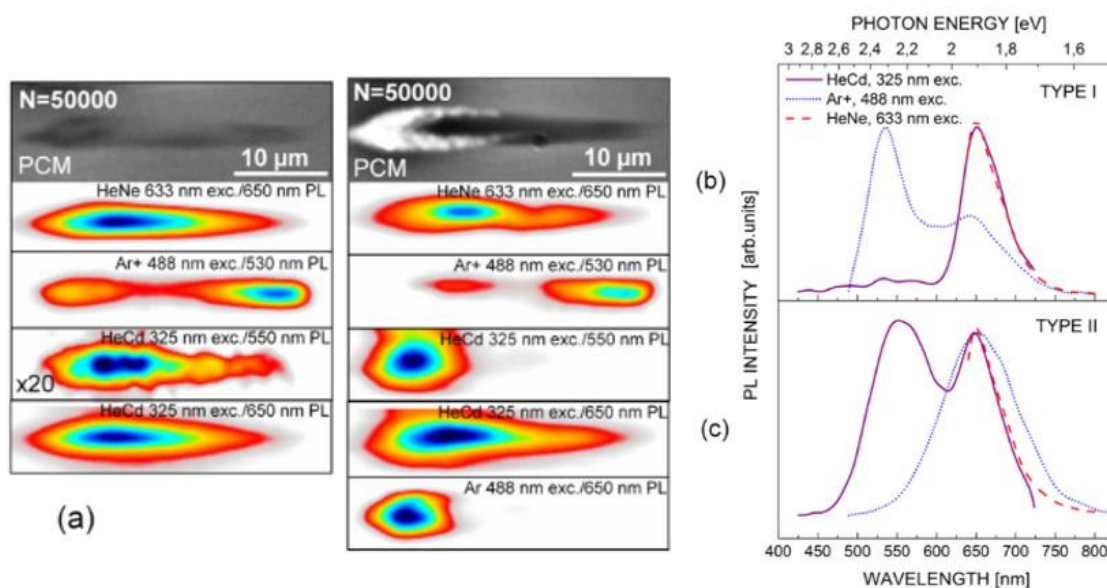 N=50000
PCM
10 μm
HeNe 633 nm exc./650 nm PL
Ar+ 488 nm exc./530 nm PL
HeCd 325 nm exc./550 nm PL
x20
HeCd 325 nm exc./650 nm PL
(a)
N=50000
PCM
10 μm
HeNe 633 nm exc./650 nm PL
Ar+ 488 nm exc./530 nm PL
HeCd 325 nm exc./550 nm PL
HeCd 325 nm exc./650 nm PL
Ar 488 nm exc./650 nm PL
PHOTON ENERGY [eV]
3 2,8 2,6 2,4 2,2 2 1,8 1,6
HeCd, 325 nm exc.
Ar+, 488 nm exc.
HeNe, 633 nm exc.
TYPE I
(b)
TYPE II
(c)
PL INTENSITY [arb.units]
400 450 500 550 600 650 700 750 800
WAVELENGTH [nm]